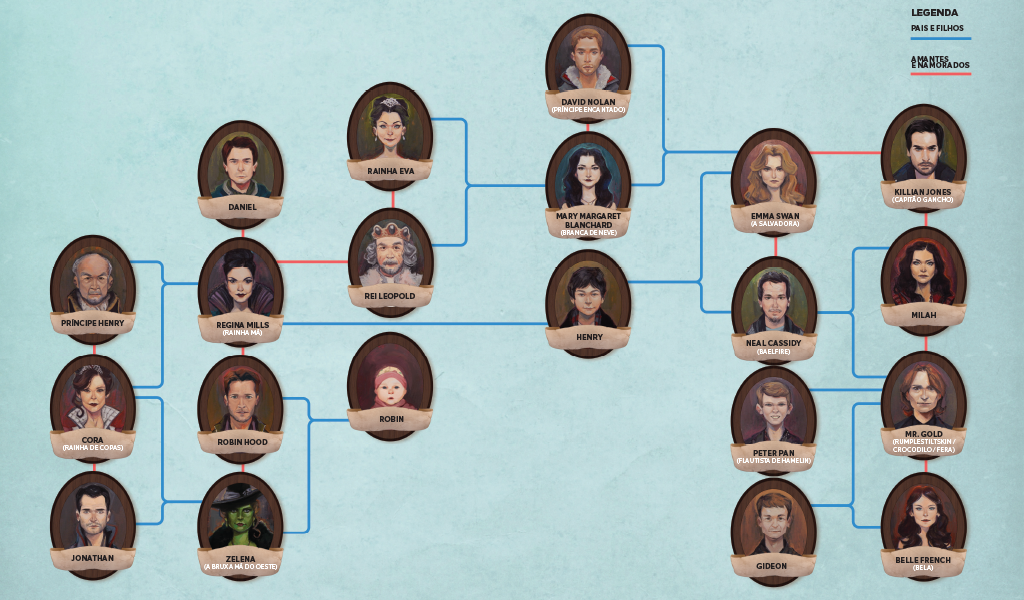 LEGENDA
PAIS E FILHOS
AMANTES
E NAMORADOS
DAVID NOLAN
(PRÍNCIPE ENCANTADO)
RAINHA EVA
DANIEL
MARY MARGARET
BLANCHARD
(BRANCA DE NEVE)
EMMA SWAN
(A SALVADORA)
KILLIAN JONES
(CAPITÃO GANCHO)
PRÍNCIPE HENRY
REGINA MILLS
(RAINHA MÁ)
REI LEOPOLD
HENRY
NEAL CASSIDY
(BAELFIRE)
MILAH
CORA
(RAINHA DE COPAS)
ROBIN HOOD
ROBIN
PETER PAN
(FLAUTISTA DE HAMELIN)
MR. GOLD
(RUMPLESTILTSKIN /
CROCODILO / FERA)
JONATHAN
ZELENA
(A BRUXA MÁ DO OESTE)
GIDEON
BELLE FRENCH
(BELA)